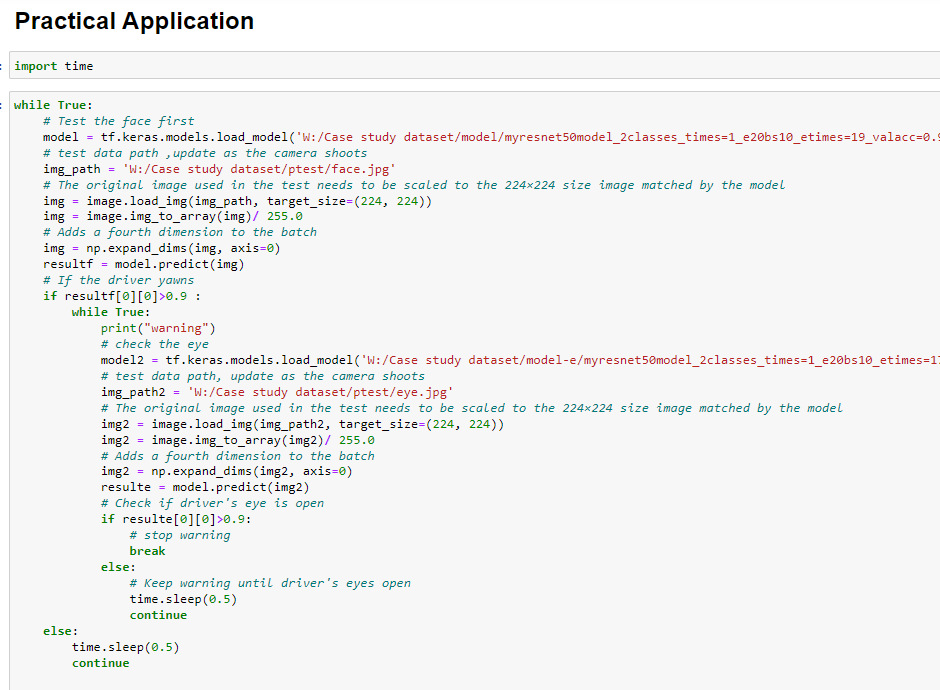 Practical Application
: import time
: while True:
    # Test the face first
    model = tf.keras.models.load_model('W:/Case study dataset/model/myresnet50model_2classes_times=1_e20bs10_etimes=19_valacc=0.9
    # test data path ,update as the camera shoots
    img_path = 'W:/Case study dataset/ptest/face.jpg'
    # The original image used in the test needs to be scaled to the 224×224 size image matched by the model
    img = image.load_img(img_path, target_size=(224, 224))
    img = image.img_to_array(img)/ 255.0
    # Adds a fourth dimension to the batch
    img = np.expand_dims(img, axis=0)
    resultf = model.predict(img)
    # If the driver yawns
    if resultf[0][0]>0.9 :
        while True:
            print("warning")
            # check the eye
            model2 = tf.keras.models.load_model('W:/Case study dataset/model-e/myresnet50model_2classes_times=1_e20bs10_etimes=17
            # test data path, update as the camera shoots
            img_path2 = 'W:/Case study dataset/ptest/eye.jpg'
            # The original image used in the test needs to be scaled to the 224×224 size image matched by the model
            img2 = image.load_img(img_path2, target_size=(224, 224))
            img2 = image.img_to_array(img2)/ 255.0
            # Adds a fourth dimension to the batch
            img2 = np.expand_dims(img2, axis=0)
            resulte = model.predict(img2)
            # Check if driver's eye is open
            if resulte[0][0]>0.9:
                # stop warning
                break
            else:
                # Keep warning until driver's eyes open
                time.sleep(0.5)
                continue
    else:
        time.sleep(0.5)
        continue